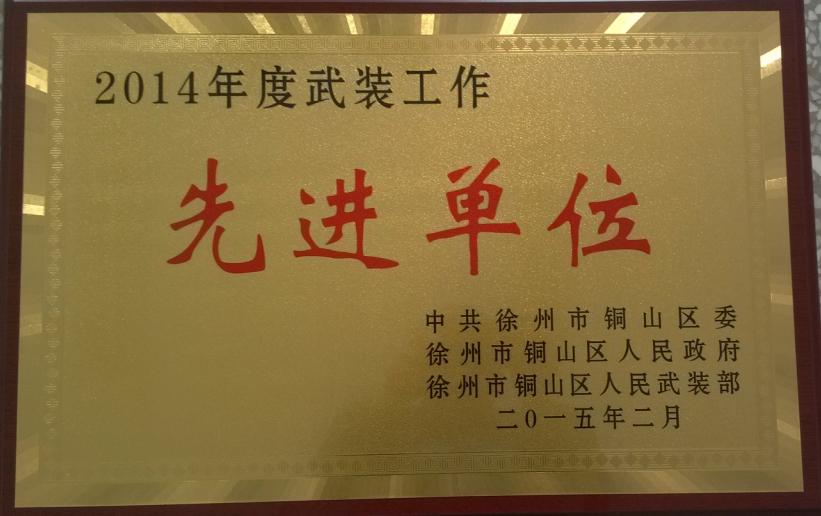 2014年度武装工作
先进单位
中共徐州市铜山区委
徐州市铜山区人民政府
徐州市铜山区人民武装部
二0一五年二月